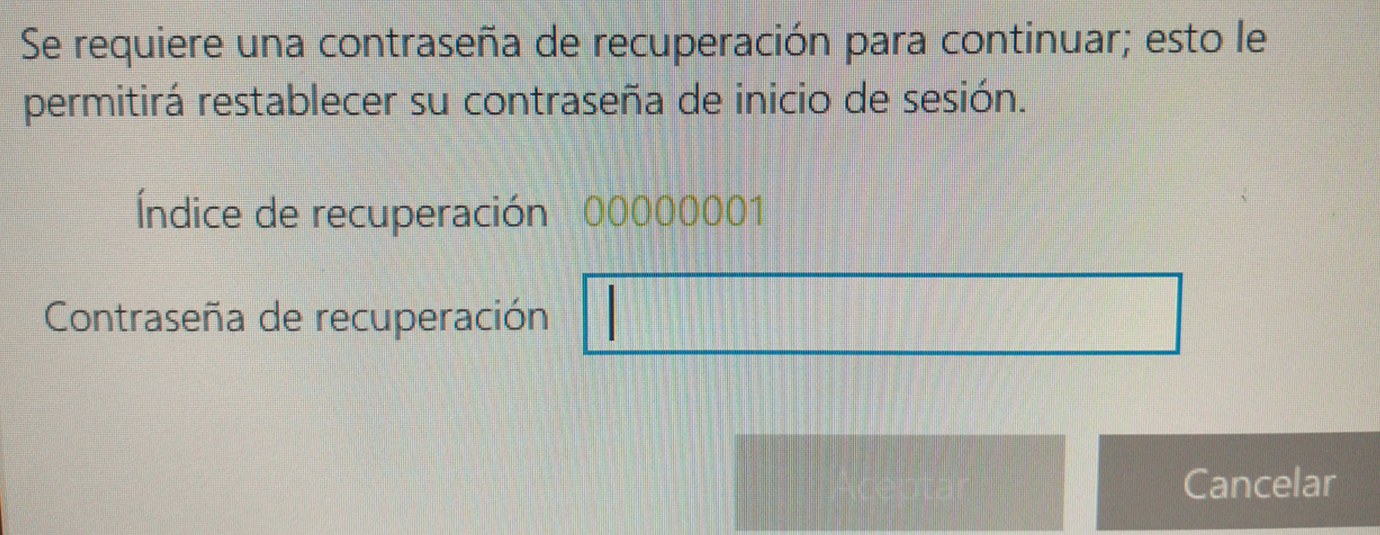 Se requiere una contraseña de recuperación para continuar; esto le
permitirá restablecer su contraseña de inicio de sesión.
Índice de recuperación 00000001
Contraseña de recuperación
Aceptar Cancelar